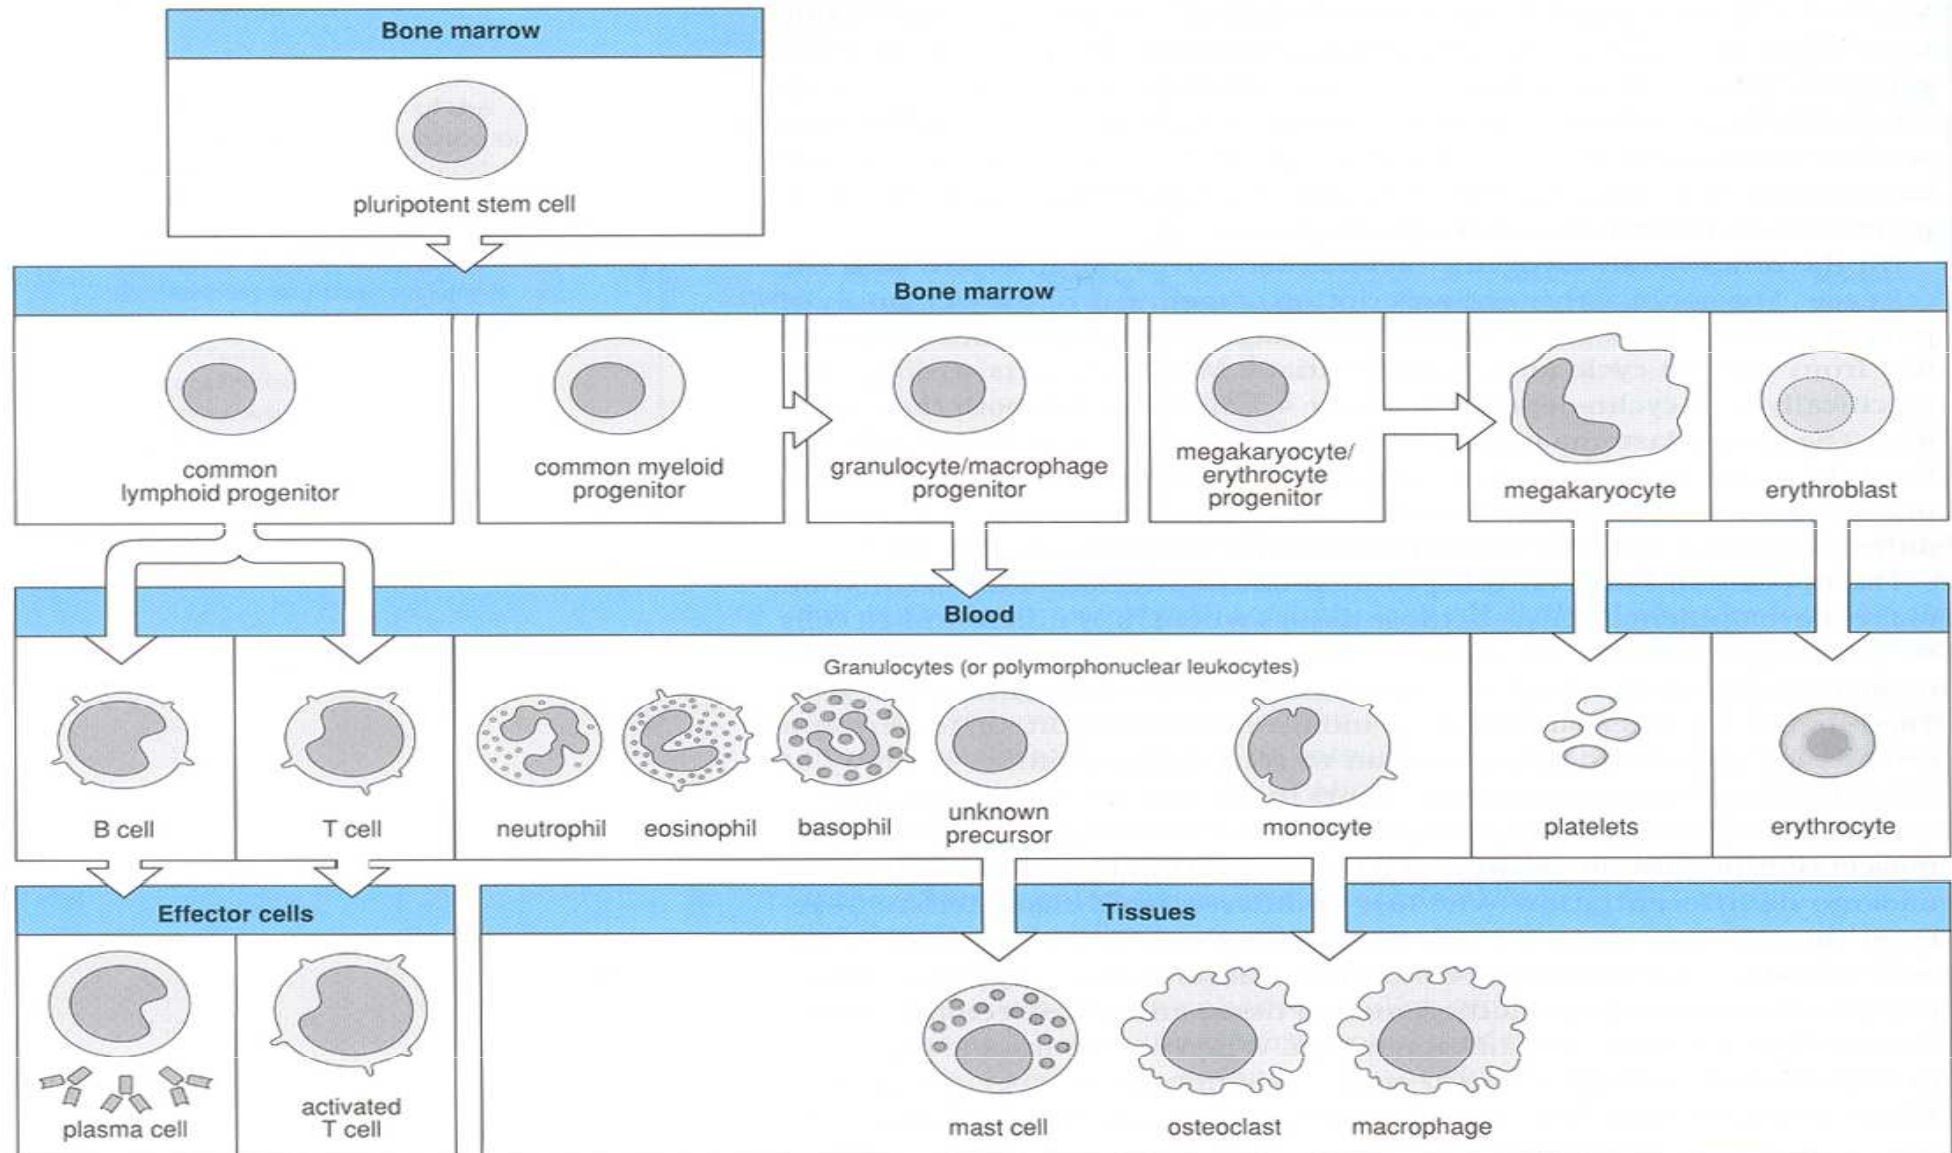 Bone marrow
pluripotent stem cell
Bone marrow
common
lymphoid progenitor
common myeloid
progenitor
granulocyte/macrophage
progenitor
megakaryocyte/
erythrocyte
progenitor
megakaryocyte
erythroblast
Blood
Granulocytes (or polymorphonuclear leukocytes)
B cell
T cell
neutrophil
eosinophil
basophil
unknown
precursor
monocyte
platelets
erythrocyte
Effector cells
Tissues
plasma cell
activated
T cell
mast cell
osteoclast
macrophage